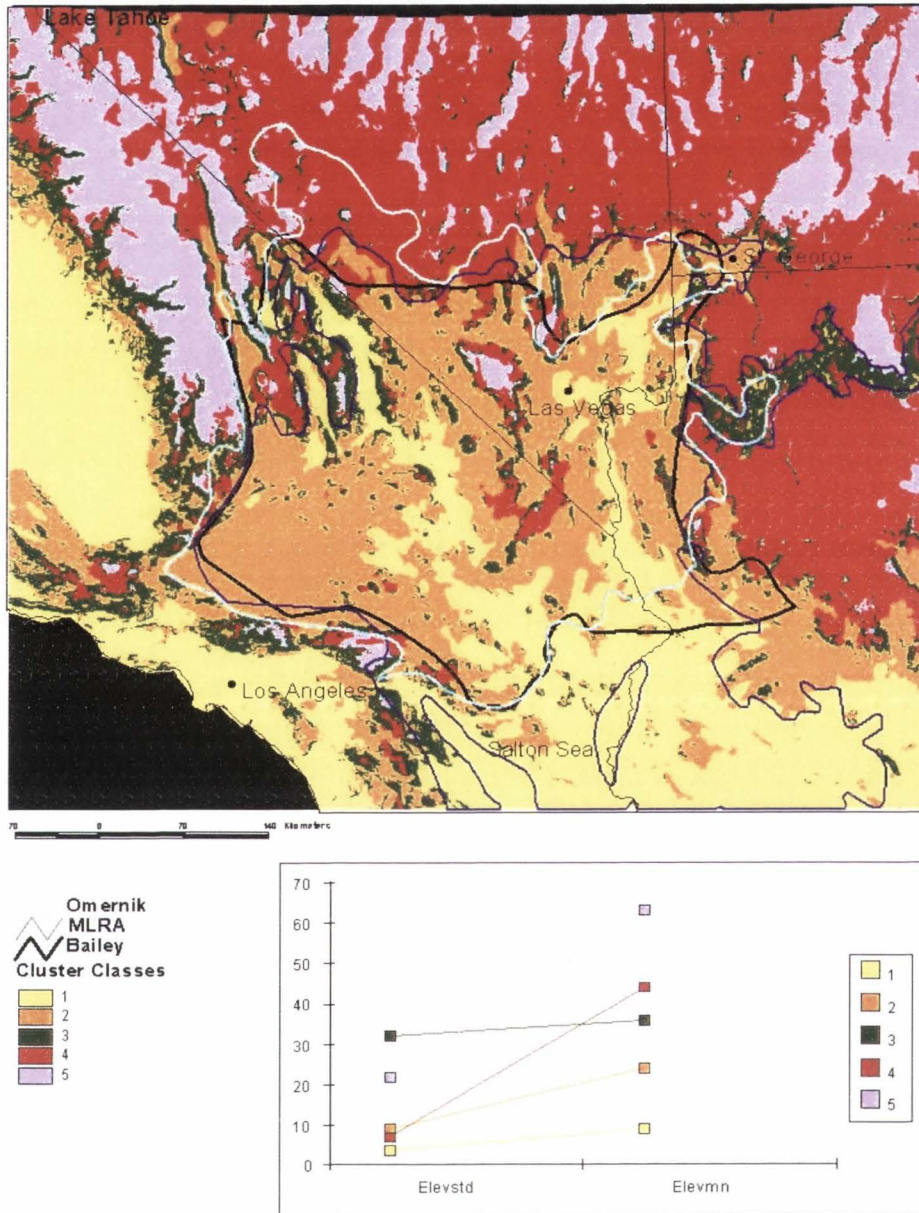 Lake Tahoe
St. George
Las Vegas
Los Angeles
Salton Sea
70 0 70 140 Kilometers
Omernik
MLRA
Bailey
Cluster Classes
1
2
3
4
5
70
60
50
40
30
20
10
0
Elevstd Elevmn
1
2
3
4
5